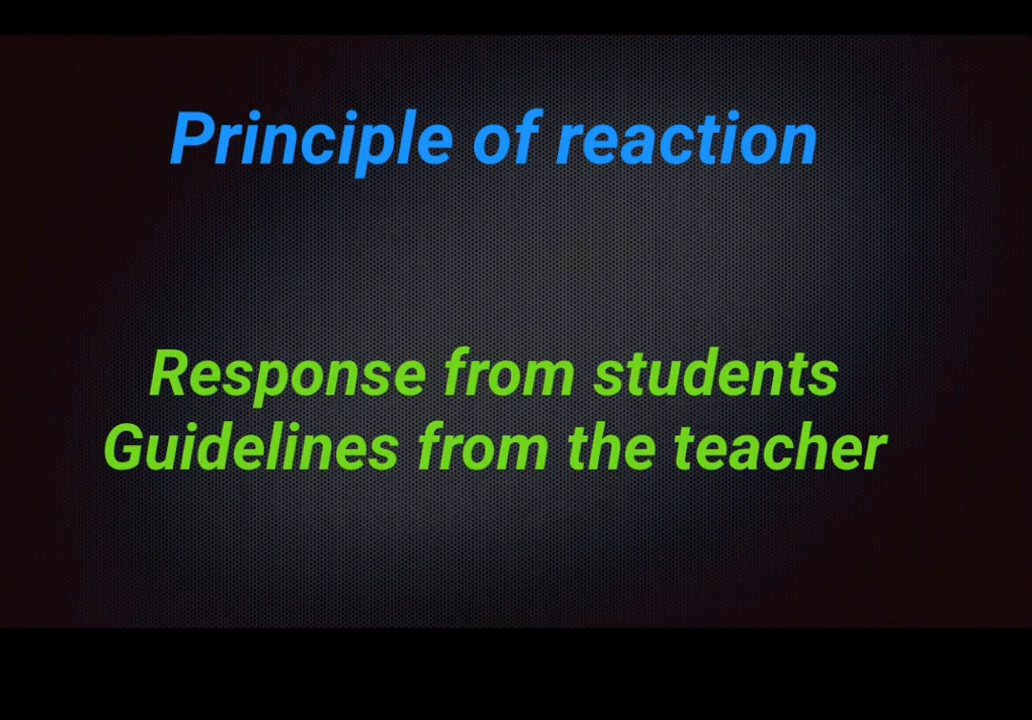 Principle of reaction
Response from students
Guidelines from the teacher